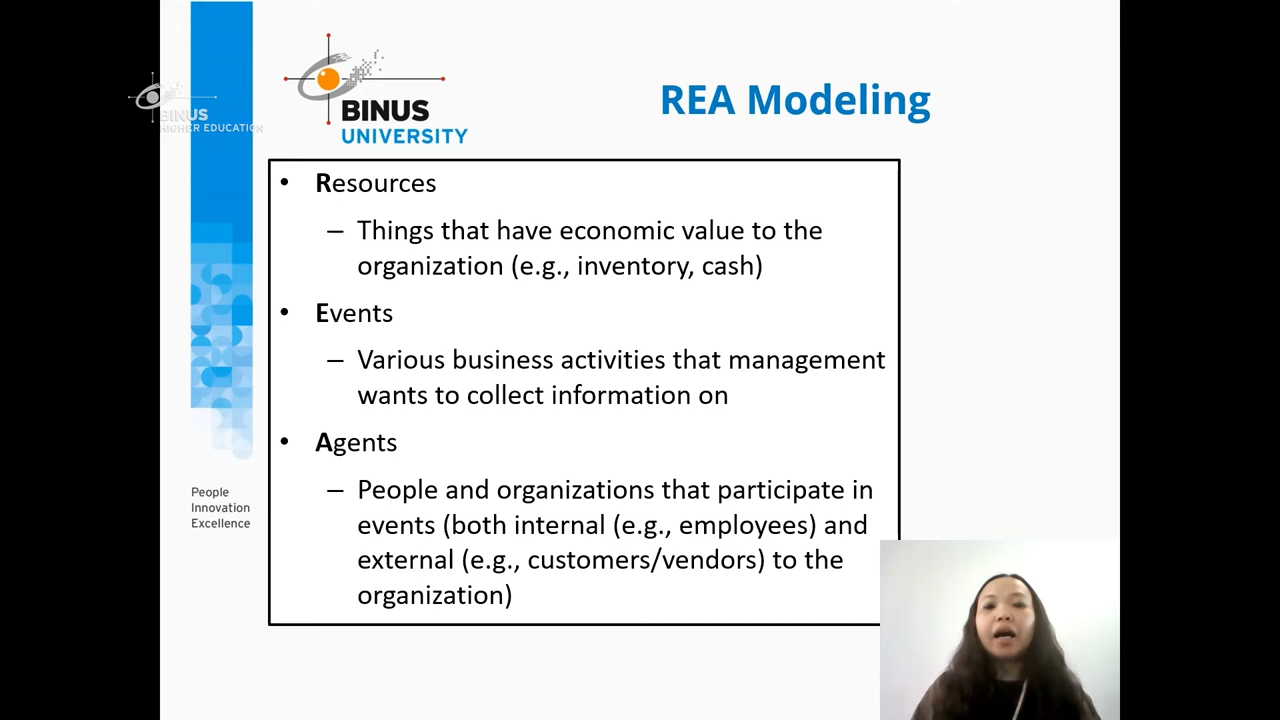 BINUS
HIGHER EDUCATION
BINUS
UNIVERSITY
REA Modeling
• Resources
– Things that have economic value to the
organization (e.g., inventory, cash)
• Events
– Various business activities that management
wants to collect information on
• Agents
– People and organizations that participate in
events (both internal (e.g., employees) and
external (e.g., customers/vendors) to the
organization)
People
Innovation
Excellence